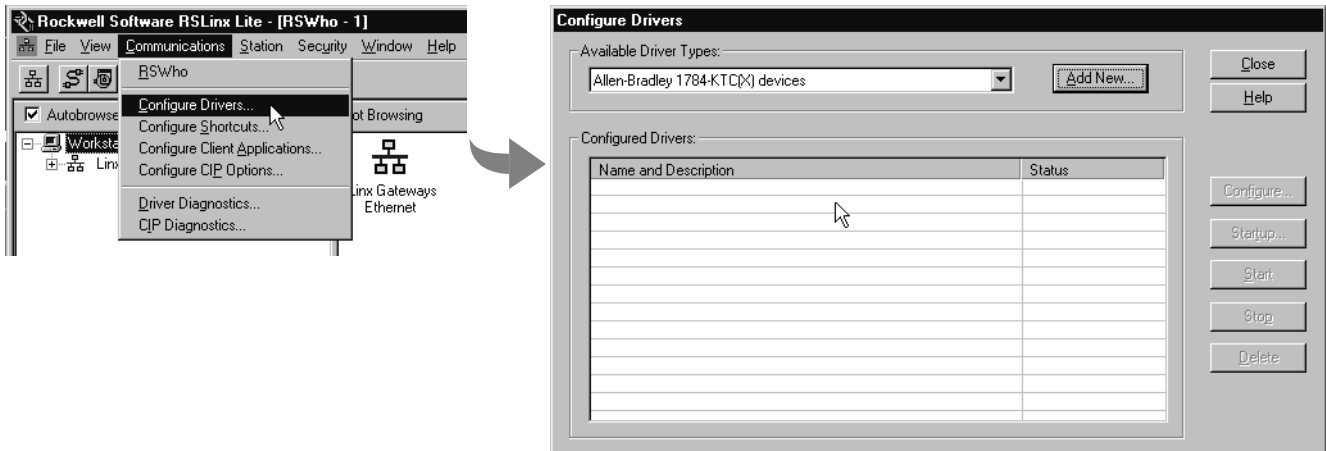 Rockwell Software RSLinx Lite - [RSWho - 1]
File View Communications Station Security Window Help
RSWho
Configure Drivers...
Configure Shortcuts...
Configure Client Applications...
Configure CIP Options...
Driver Diagnostics...
CIP Diagnostics...
Autobrowse
ot Browsing
Worksta
Linx
inx Gateways
Ethernet
Configure Drivers
Available Driver Types:
Allen-Bradley 1784-KTC(X) devices
Add New...
Close
Help
Configured Drivers:
Name and Description Status
Configure...
Startup...
Start
Stop
Delete